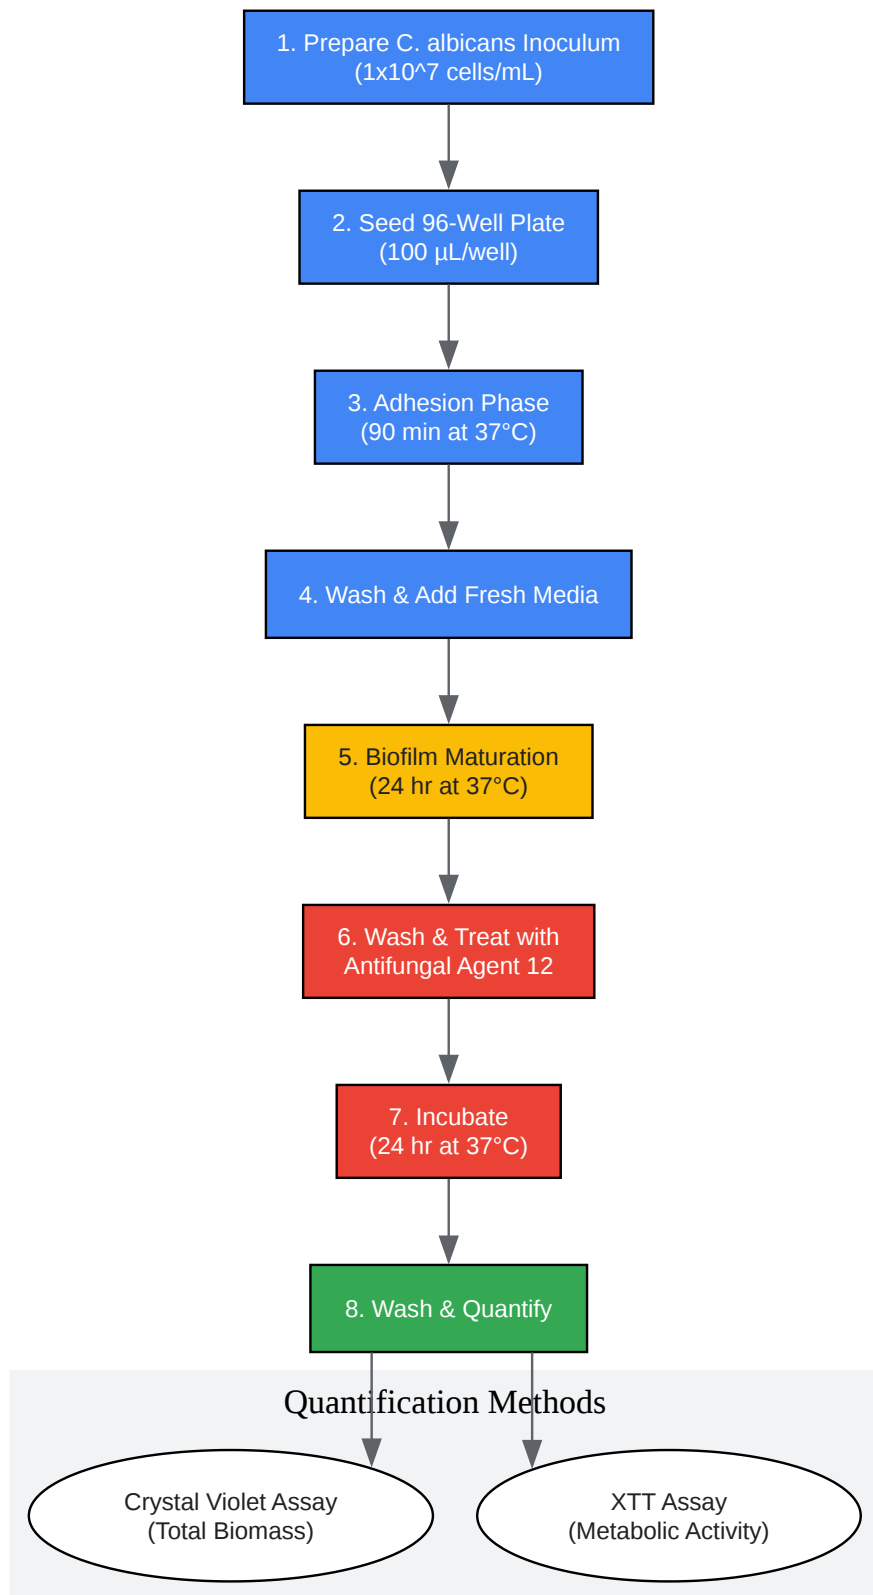 1. Prepare C. albicans Inoculum
(1x10^7 cells/mL)
2. Seed 96-Well Plate
(100 µL/well)
3. Adhesion Phase
(90 min at 37°C)
4. Wash & Add Fresh Media
5. Biofilm Maturation
(24 hr at 37°C)
6. Wash & Treat with
Antifungal Agent 12
7. Incubate
(24 hr at 37°C)
8. Wash & Quantify
Quantification Methods
Crystal Violet Assay
(Total Biomass)
XTT Assay
(Metabolic Activity)